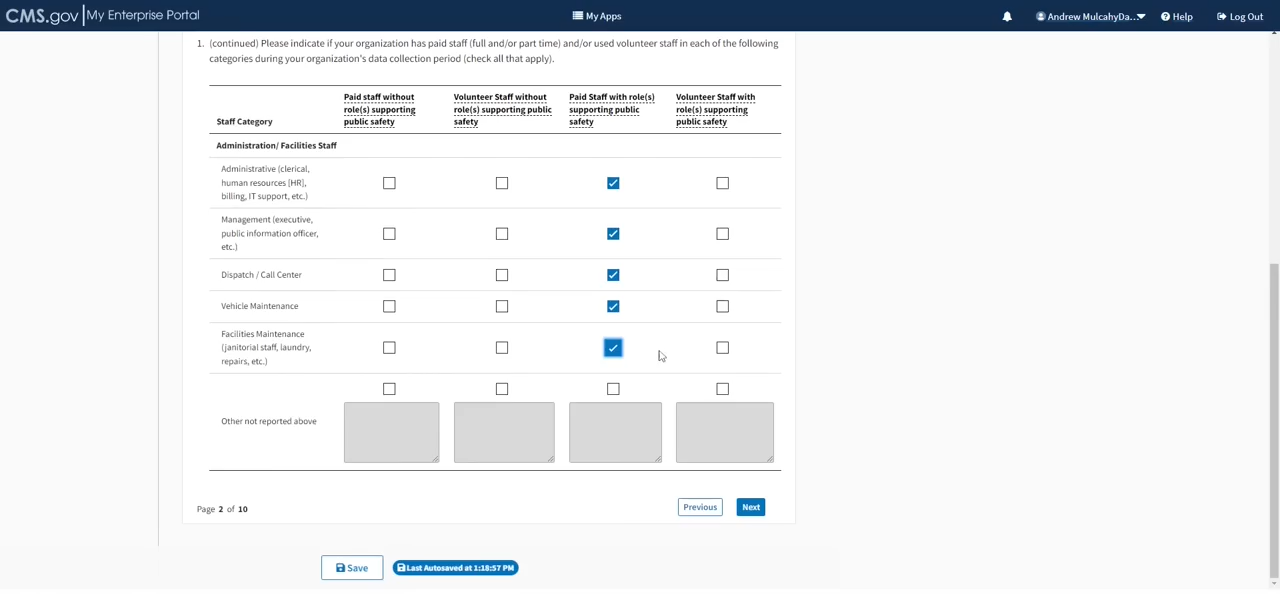 CMS.gov My Enterprise Portal
My Apps
Andrew MulcahyDa...
Help
Log Out
1. (continued) Please indicate if your organization has paid staff (full and/or part time) and/or used volunteer staff in each of the following
categories during your organization's data collection period (check all that apply).
Staff Category
Paid staff without
role(s) supporting
public safety
Volunteer Staff without
role(s) supporting public
safety
Paid Staff with role(s)
supporting public
safety
Volunteer Staff with
role(s) supporting
public safety
Administration/ Facilities Staff
Administrative (clerical,
human resources [HR],
billing, IT support, etc.)
Management (executive,
public information officer,
etc.)
Dispatch / Call Center
Vehicle Maintenance
Facilities Maintenance
(janitorial staff, laundry,
repairs, etc.)
Other not reported above
Page 2 of 10
Previous
Next
Save
Last Autosaved at 1:18:57 PM